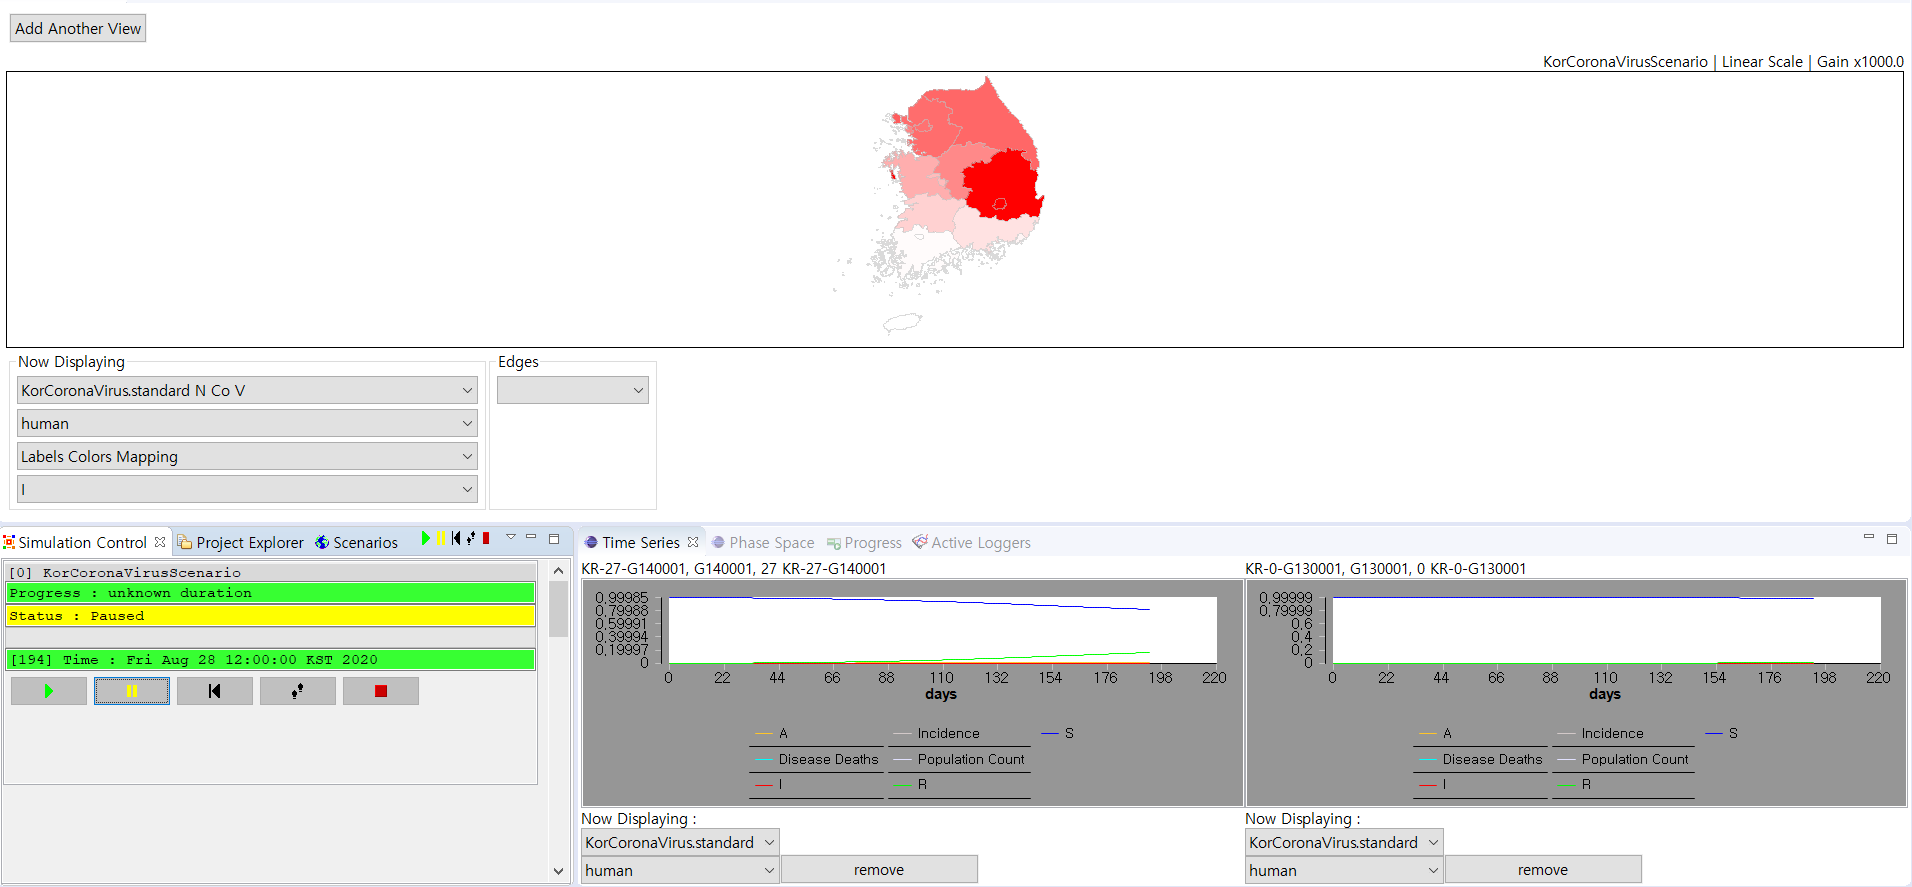 Add Another View
KorCoronaVirusScenario | Linear Scale | Gain x1000.0
Now Displaying
Edges
KorCoronaVirus.standard N Co V
human
Labels Colors Mapping
I
Simulation Control
Project Explorer
Scenarios
[0] KorCoronaVirusScenario
Progress : unknown duration
Status : Paused
[194] Time : Fri Aug 28 12:00:00 KST 2020
Time Series
Phase Space
Progress
Active Loggers
KR-27-G140001, G140001, 27 KR-27-G140001
0,99985
0,79988
0,59991
0,39994
0,19997
0
0 22 44 66 88 110 132 154 176 198 220
days
A Incidence S
Disease Deaths Population Count
I R
Now Displaying :
KorCoronaVirus.standard
human
remove
KR-0-G130001, G130001, 0 KR-0-G130001
0,99999
0,79999
0,6
0,4
0,2
0
0 22 44 66 88 110 132 154 176 198 220
days
A Incidence S
Disease Deaths Population Count
I R
Now Displaying :
KorCoronaVirus.standard
human
remove